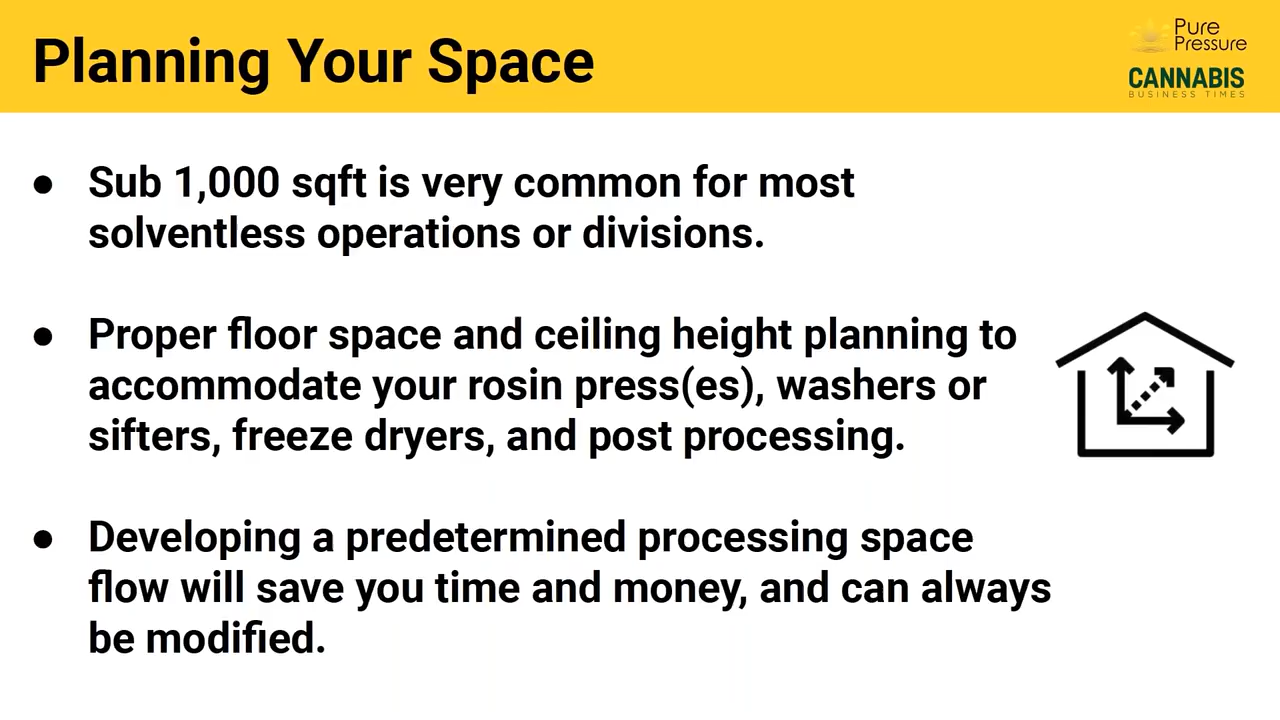 Planning Your Space
Pure
Pressure
CANNABIS
BUSINESS TIMES
● Sub 1,000 sqft is very common for most
solventless operations or divisions.
● Proper floor space and ceiling height planning to
accommodate your rosin press(es), washers or
sifters, freeze dryers, and post processing.
● Developing a predetermined processing space
flow will save you time and money, and can always
be modified.